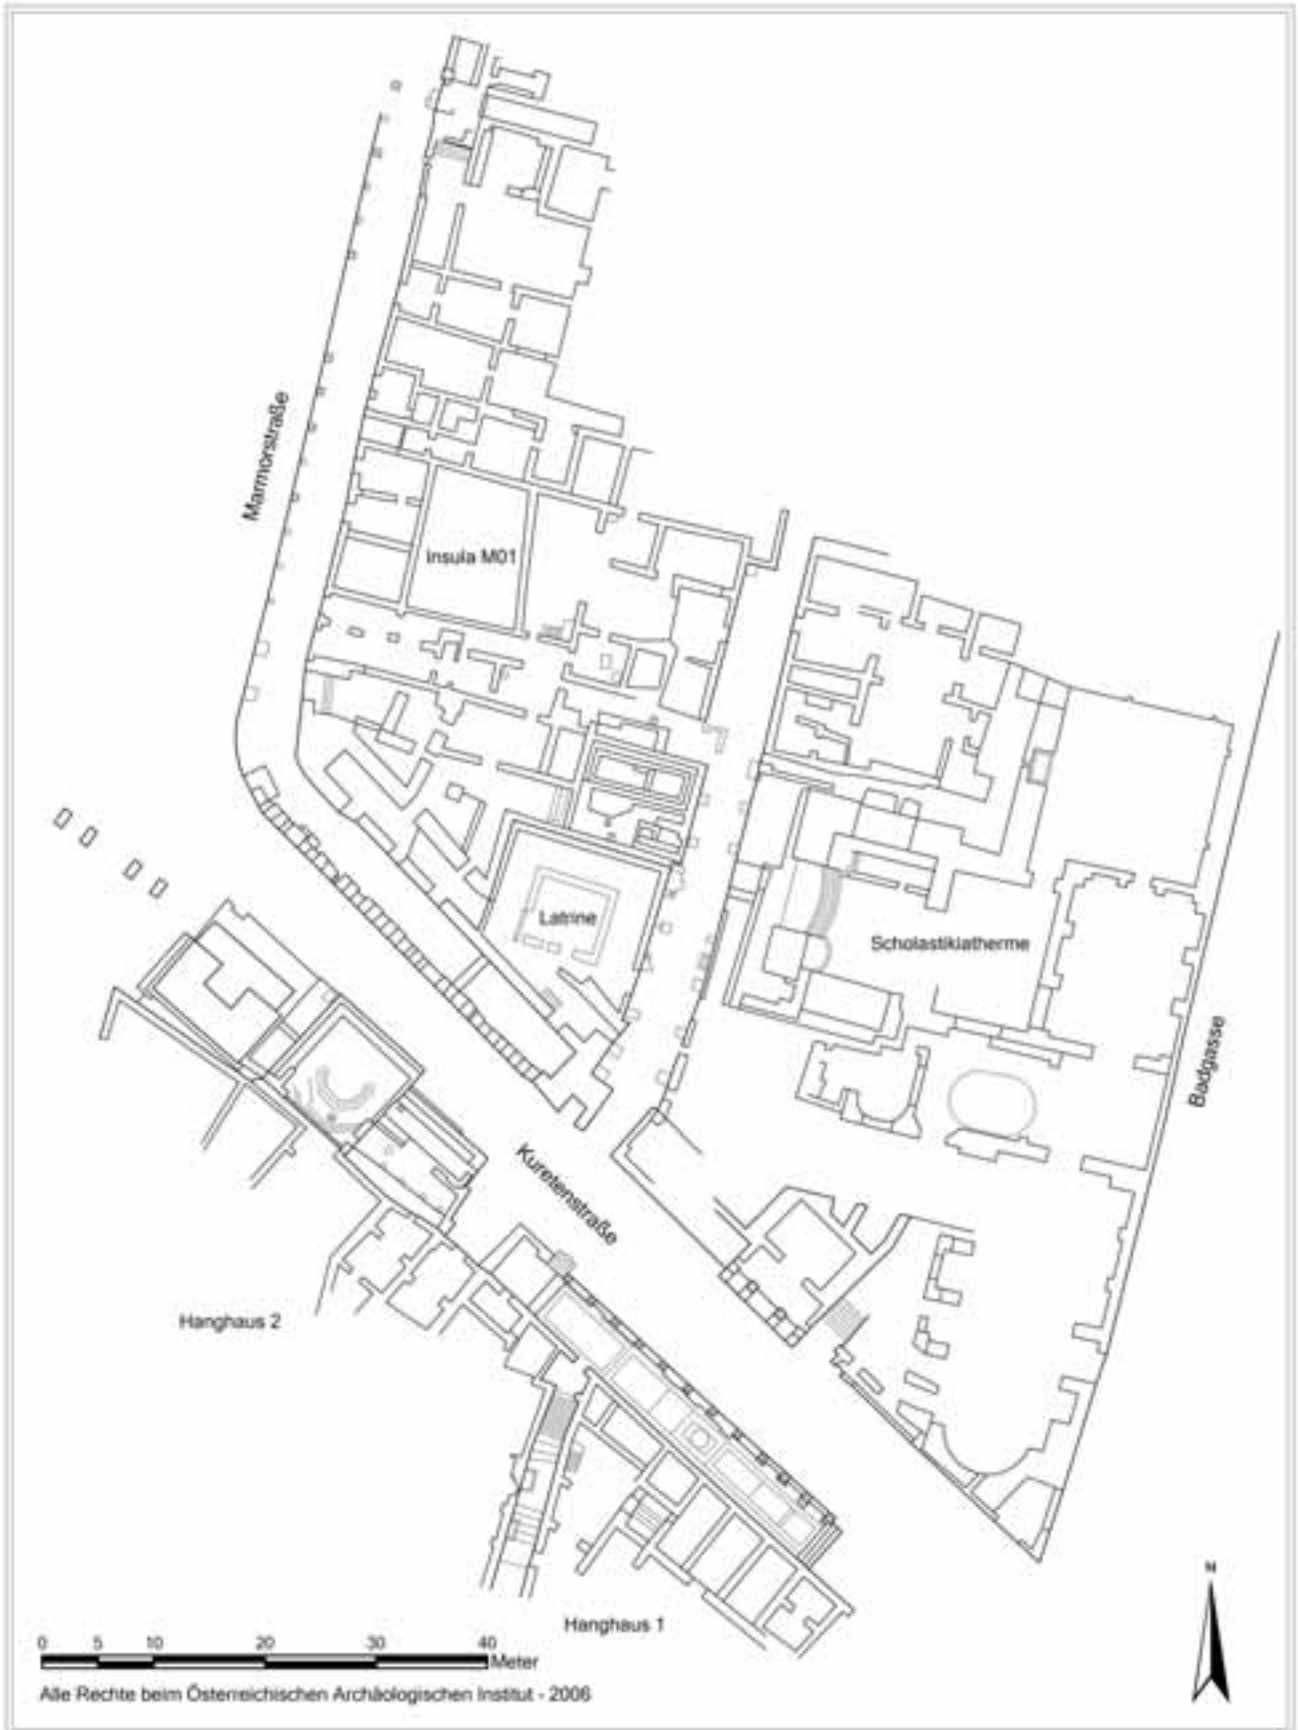 Marmorstraße
Insula M01
Latrine
Scholastikiatherme
Badgasse
Kuretenstraße
Hanghaus 2
Hanghaus 1
N
0 5 10 20 30 40
Meter
Alle Rechte beim Österreichischen Archäologischen Institut - 2006